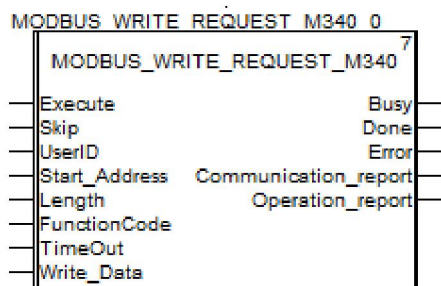 MODBUS_WRITE_REQUEST_M340_0
7
MODBUS_WRITE_REQUEST_M340
Execute Busy
Skip Done
UserID Error
Start_Address Communication_report
Length Operation_report
FunctionCode
TimeOut
Write_Data